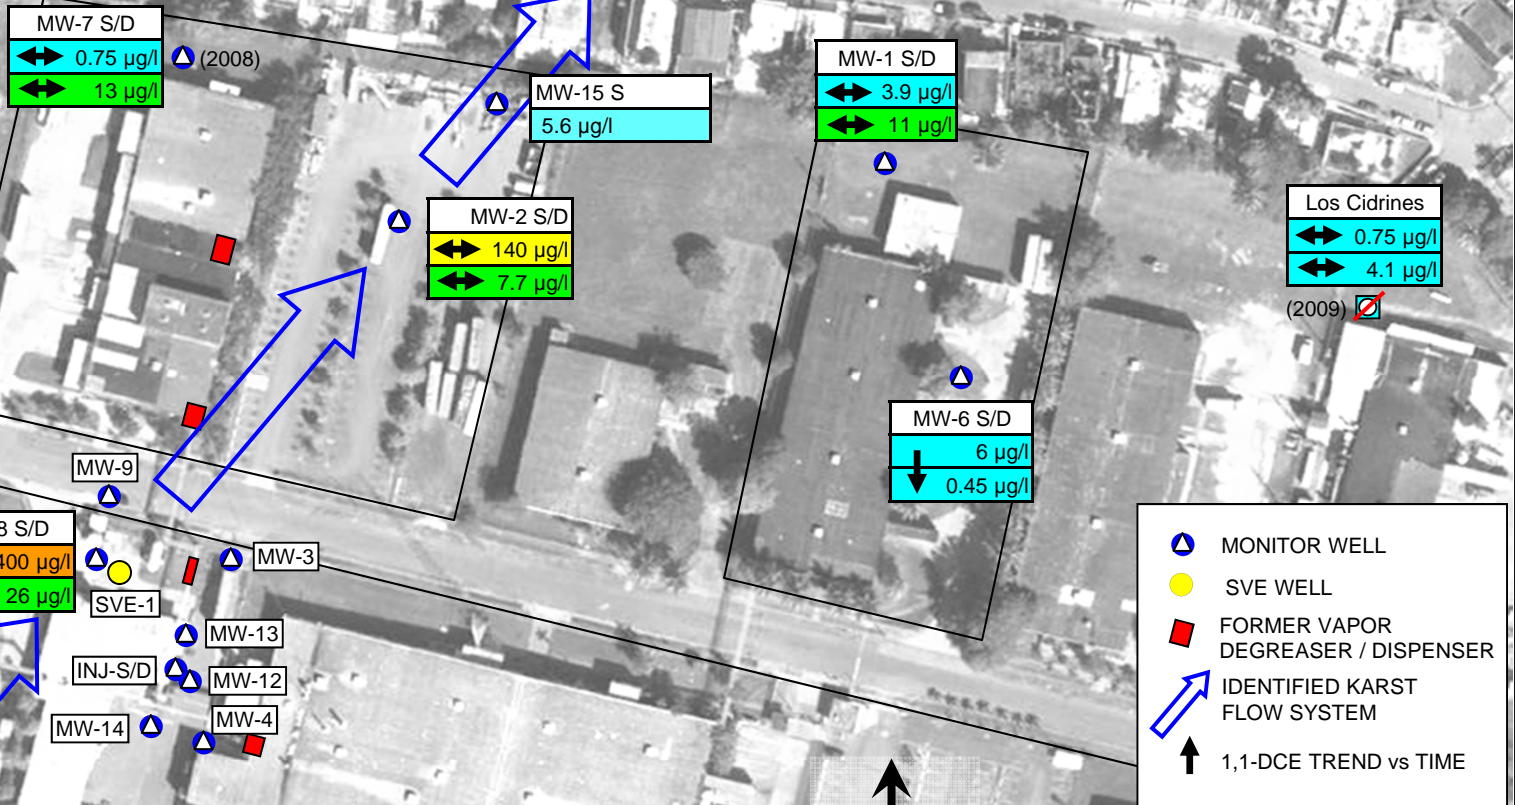 MW-7 S/D
0.75 µg/l
13 µg/l
(2008)
MW-15 S
5.6 µg/l
MW-1 S/D
3.9 µg/l
11 µg/l
MW-2 S/D
140 µg/l
7.7 µg/l
Los Cidrines
0.75 µg/l
4.1 µg/l
(2009)
MW-6 S/D
6 µg/l
0.45 µg/l
MW-9
8 S/D
400 µg/l
26 µg/l
SVE-1
MW-3
MW-13
INJ-S/D
MW-12
MW-14
MW-4
MONITOR WELL
SVE WELL
FORMER VAPOR
DEGREASER / DISPENSER
IDENTIFIED KARST
FLOW SYSTEM
1,1-DCE TREND vs TIME